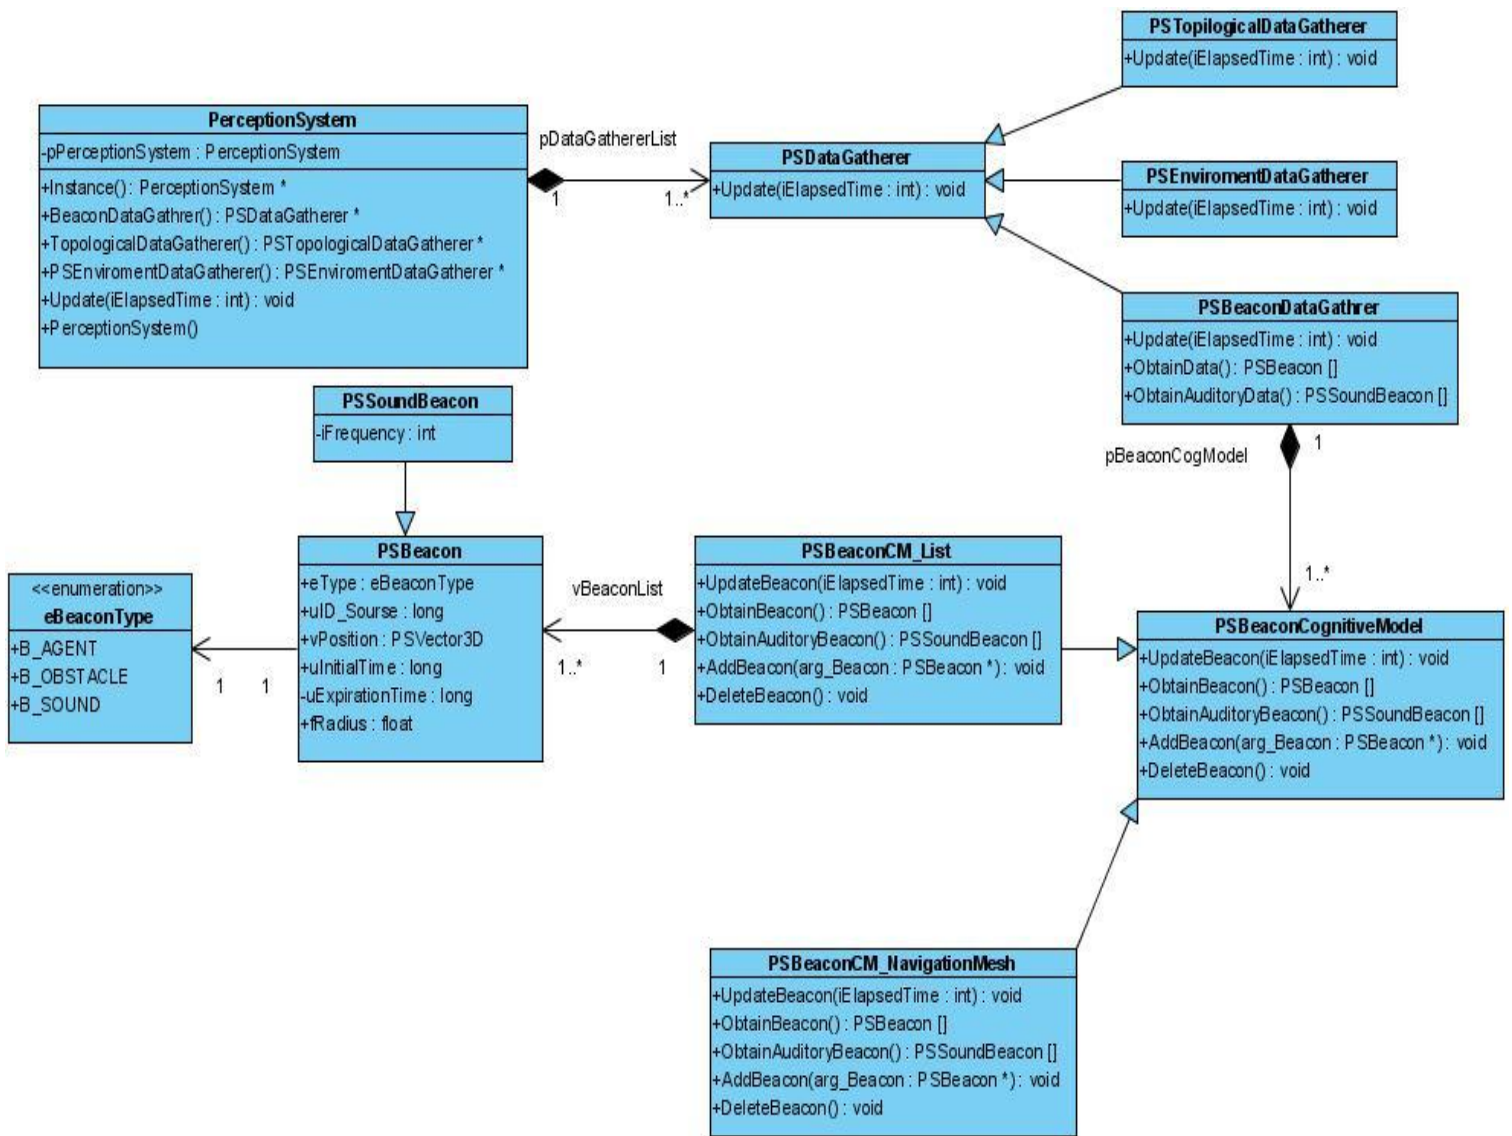 PSTopilogicalDataGatherer
+Update(iElapsedTime : int) : void
PerceptionSystem
-pPerceptionSystem : PerceptionSystem
+Instance() : PerceptionSystem *
+BeaconDataGathrer() : PSDataGatherer *
+TopologicalDataGatherer() : PSTopologicalDataGatherer *
+PSEnviromentDataGatherer() : PSEnviromentDataGatherer *
+Update(iElapsedTime : int) : void
+PerceptionSystem()
pDataGathererList
1
1..*
PSDataGatherer
+Update(iElapsedTime : int) : void
PSEnviromentDataGatherer
+Update(iElapsedTime : int) : void
PSBeaconDataGathrer
+Update(iElapsedTime : int) : void
+ObtainData() : PSBeacon []
+ObtainAuditoryData() : PSSoundBeacon []
pBeaconCogModel
1
1..*
PSSoundBeacon
-iFrequency : int
<<enumeration>>
eBeaconType
+B_AGENT
+B_OBSTACLE
+B_SOUND
1
1
PSBeacon
+eType : eBeaconType
+uID_Sourse : long
+vPosition : PSVector3D
+uInitialTime : long
-uExpirationTime : long
+fRadius : float
vBeaconList
1..*
1
PSBeaconCM_List
+UpdateBeacon(iElapsedTime : int) : void
+ObtainBeacon() : PSBeacon []
+ObtainAuditoryBeacon() : PSSoundBeacon []
+AddBeacon(arg_Beacon : PSBeacon *) : void
+DeleteBeacon() : void
PSBeaconCognitiveModel
+UpdateBeacon(iElapsedTime : int) : void
+ObtainBeacon() : PSBeacon []
+ObtainAuditoryBeacon() : PSSoundBeacon []
+AddBeacon(arg_Beacon : PSBeacon *) : void
+DeleteBeacon() : void
PSBeaconCM_NavigationMesh
+UpdateBeacon(iElapsedTime : int) : void
+ObtainBeacon() : PSBeacon []
+ObtainAuditoryBeacon() : PSSoundBeacon []
+AddBeacon(arg_Beacon : PSBeacon *) : void
+DeleteBeacon() : void